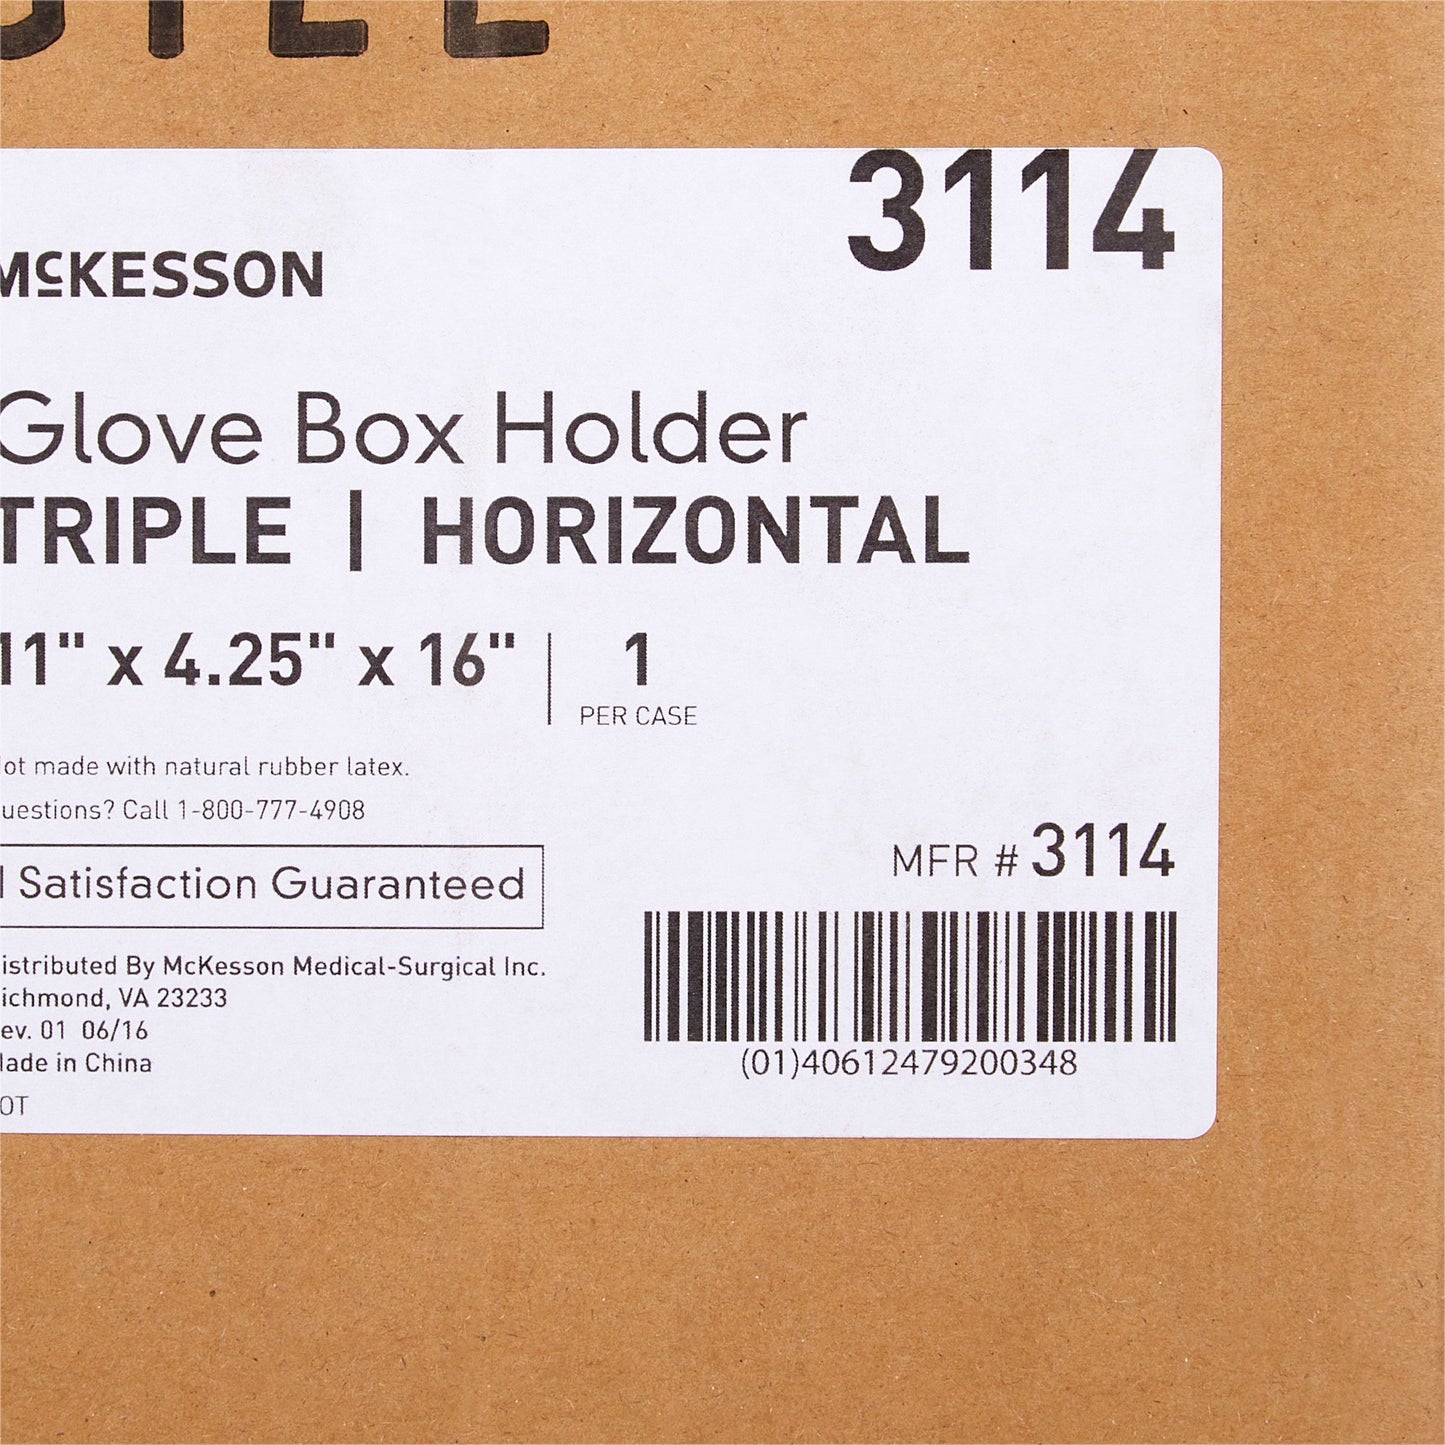 3114
McKESSON
Glove Box Holder
TRIPLE | HORIZONTAL
11" x 4.25" x 16"
1
PER CASE
ot made with natural rubber latex.
uestions? Call 1-800-777-4908
l Satisfaction Guaranteed
istributed By McKesson Medical-Surgical Inc.
ichmond, VA 23233
ev. 01 06/16
ade in China
OT
MFR # 3114
(01)40612479200348